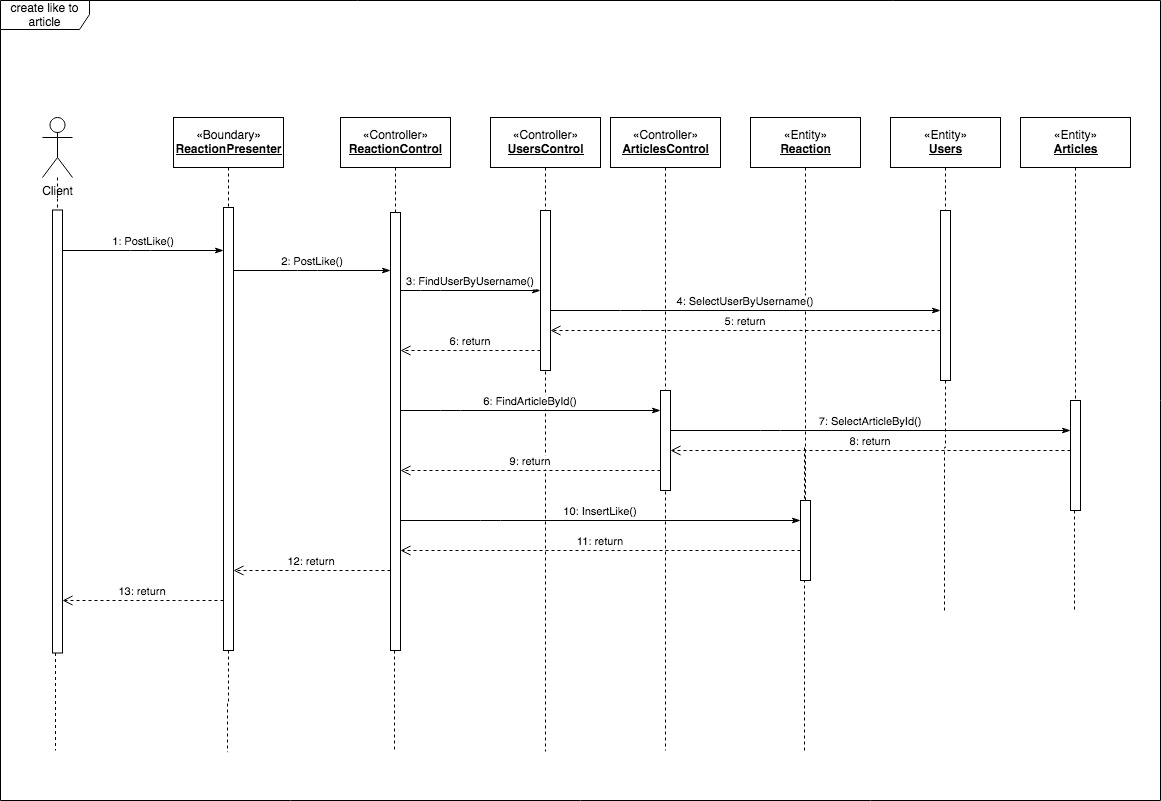 create like to
article
«Boundary»
ReactionPresenter
«Controller»
ReactionControl
«Controller»
UsersControl
«Controller»
ArticlesControl
«Entity»
Reaction
«Entity»
Users
«Entity»
Articles
Client
1: PostLike()
2: PostLike()
3: FindUserByUsername()
4: SelectUserByUsername()
5: return
6: return
6: FindArticleById()
7: SelectArticleById()
8: return
9: return
10: InsertLike()
11: return
12: return
13: return